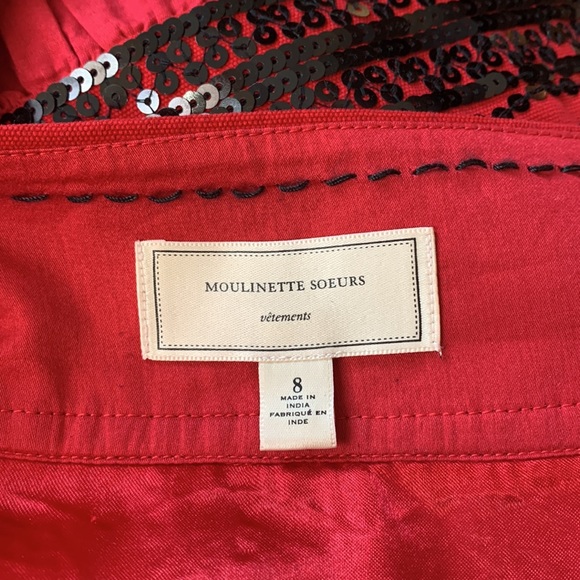 MOULINETTE SOEURS
vêtements
8
MADE IN
INDIA
FABRIQUÉ EN
INDE